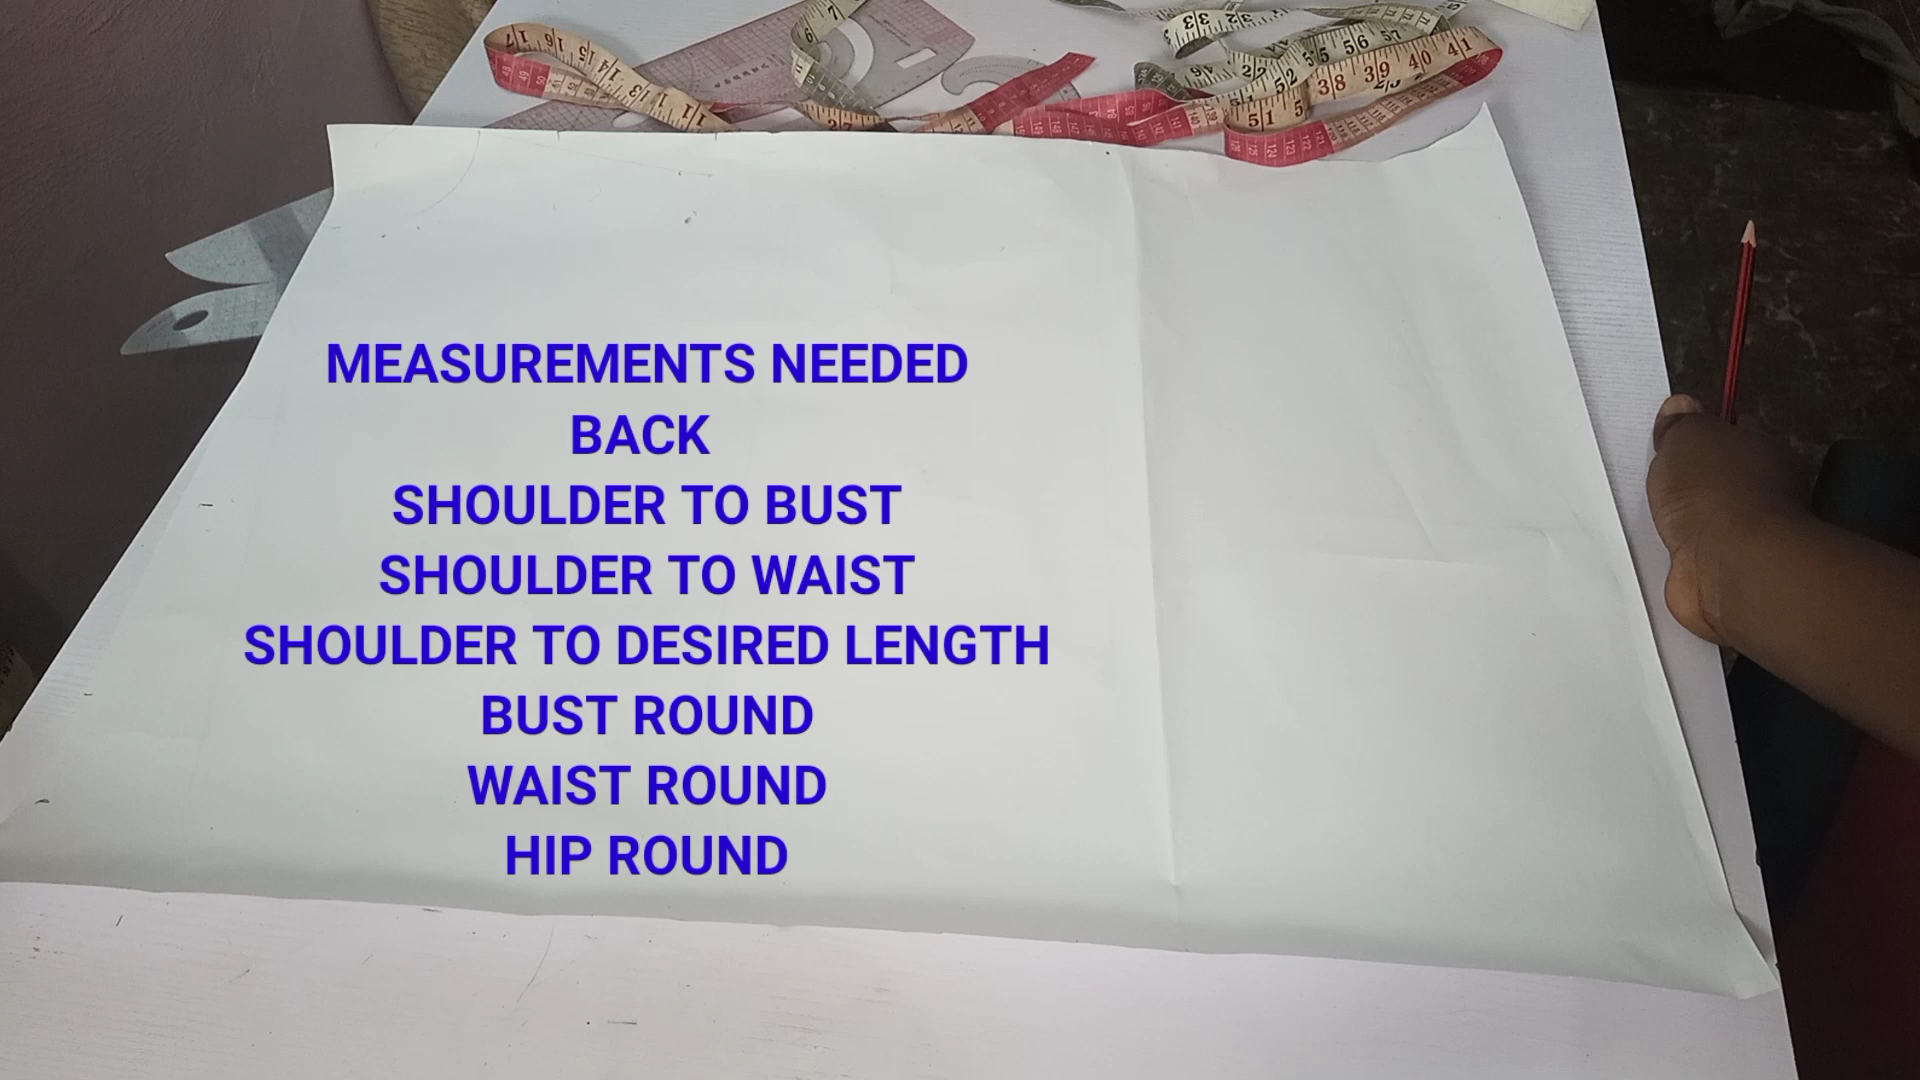 MEASUREMENTS NEEDED
BACK
SHOULDER TO BUST
SHOULDER TO WAIST
SHOULDER TO DESIRED LENGTH
BUST ROUND
WAIST ROUND
HIP ROUND